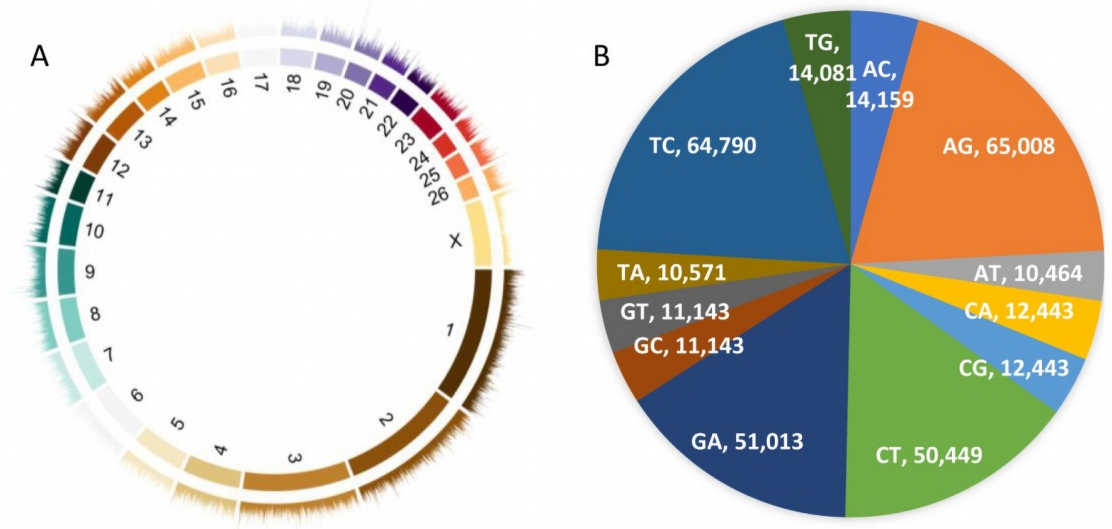 A
1
2
3
4
5
6
7
8
9
10
11
12
13
14
15
16
17
18
19
20
21
22
23
24
25
26
X
B
TG,
14,081
AC,
14,159
AG, 65,008
AT, 10,464
CA, 12,443
CG, 12,443
CT, 50,449
GA, 51,013
GC, 11,143
GT, 11,143
TA, 10,571
TC, 64,790